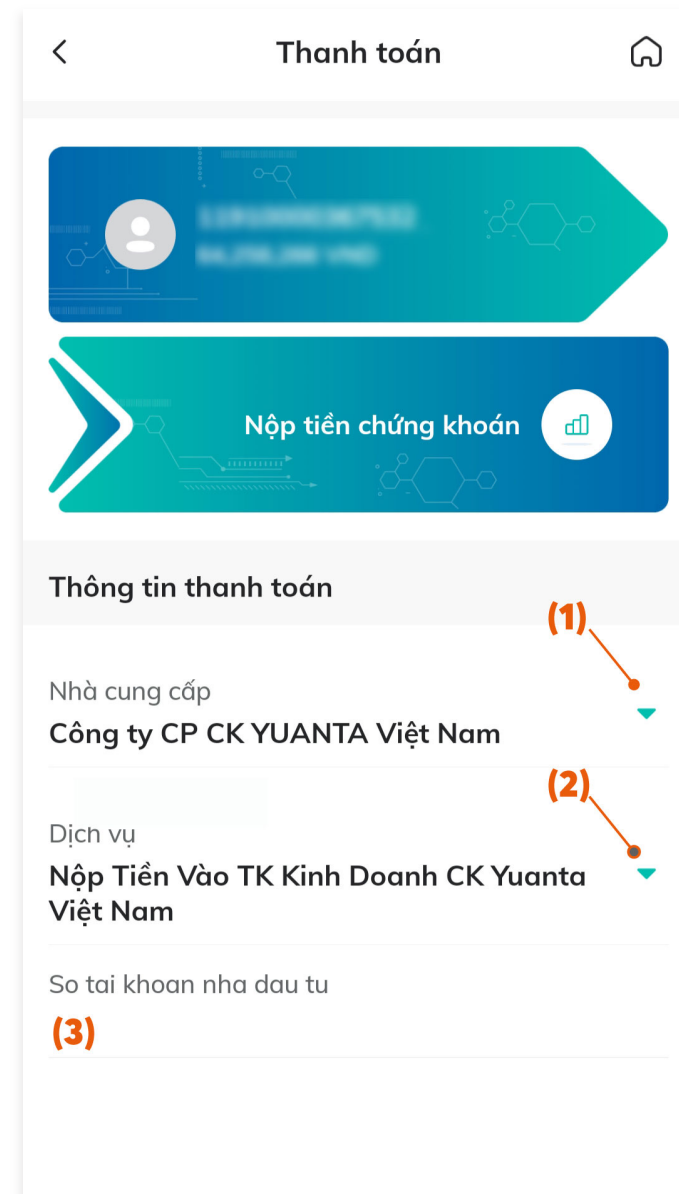 Thanh toán
Nộp tiền chứng khoán
Thông tin thanh toán
(1)
Nhà cung cấp
Công ty CP CK YUANTA Việt Nam
(2)
Dịch vụ
Nộp Tiền Vào TK Kinh Doanh CK Yuanta
Việt Nam
So tai khoan nha dau tu
(3)